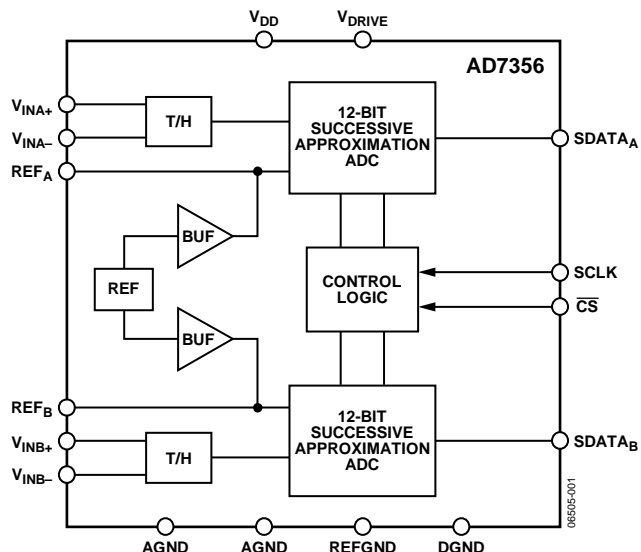 V_DD
V_DRIVE
AD7356
V_INA+
V_INA–
REF_A
T/H
12-BIT
SUCCESSIVE
APPROXIMATION
ADC
SDATA_A
BUF
REF
BUF
CONTROL
LOGIC
SCLK
C̅S̅
REF_B
V_INB+
V_INB–
T/H
12-BIT
SUCCESSIVE
APPROXIMATION
ADC
SDATA_B
06505-001
AGND
AGND
REFGND
DGND